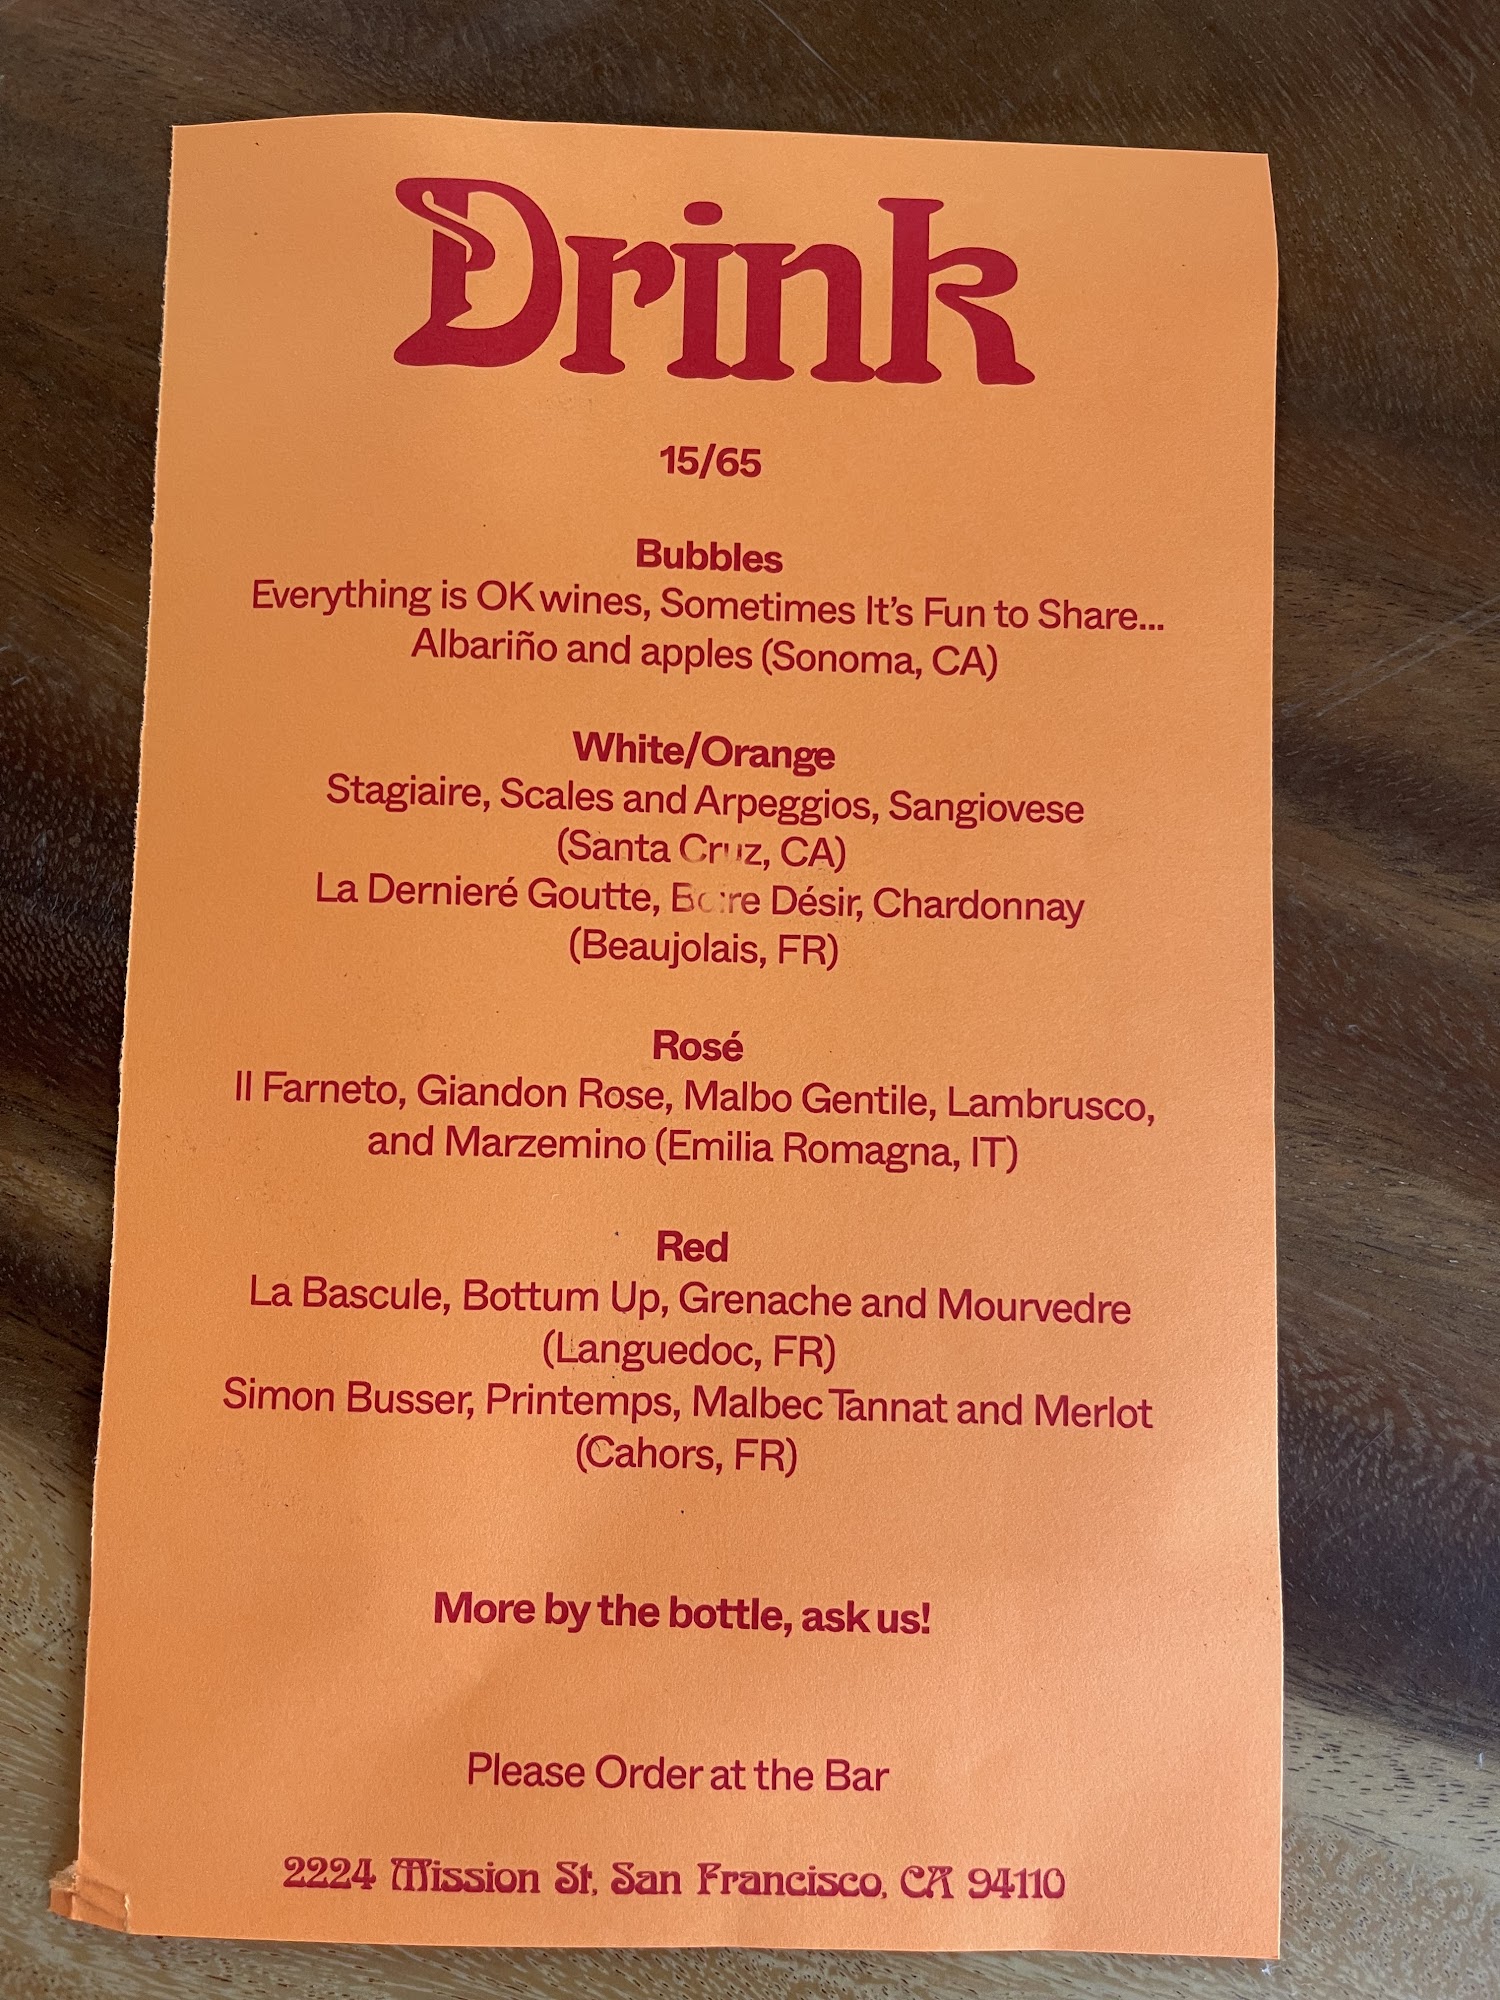 Drink
15/65
Bubbles
Everything is OK wines, Sometimes It's Fun to Share...
Albariño and apples (Sonoma, CA)
White/Orange
Stagiaire, Scales and Arpeggios, Sangiovese
(Santa Cruz, CA)
La Dernieré Goutte, Boire Désir, Chardonnay
(Beaujolais, FR)
Rosé
Il Farneto, Giandon Rose, Malbo Gentile, Lambrusco,
and Marzemino (Emilia Romagna, IT)
Red
La Bascule, Bottum Up, Grenache and Mourvedre
(Languedoc, FR)
Simon Busser, Printemps, Malbec Tannat and Merlot
(Cahors, FR)
More by the bottle, ask us!
Please Order at the Bar
2224 Mission St, San Francisco, CA 94110